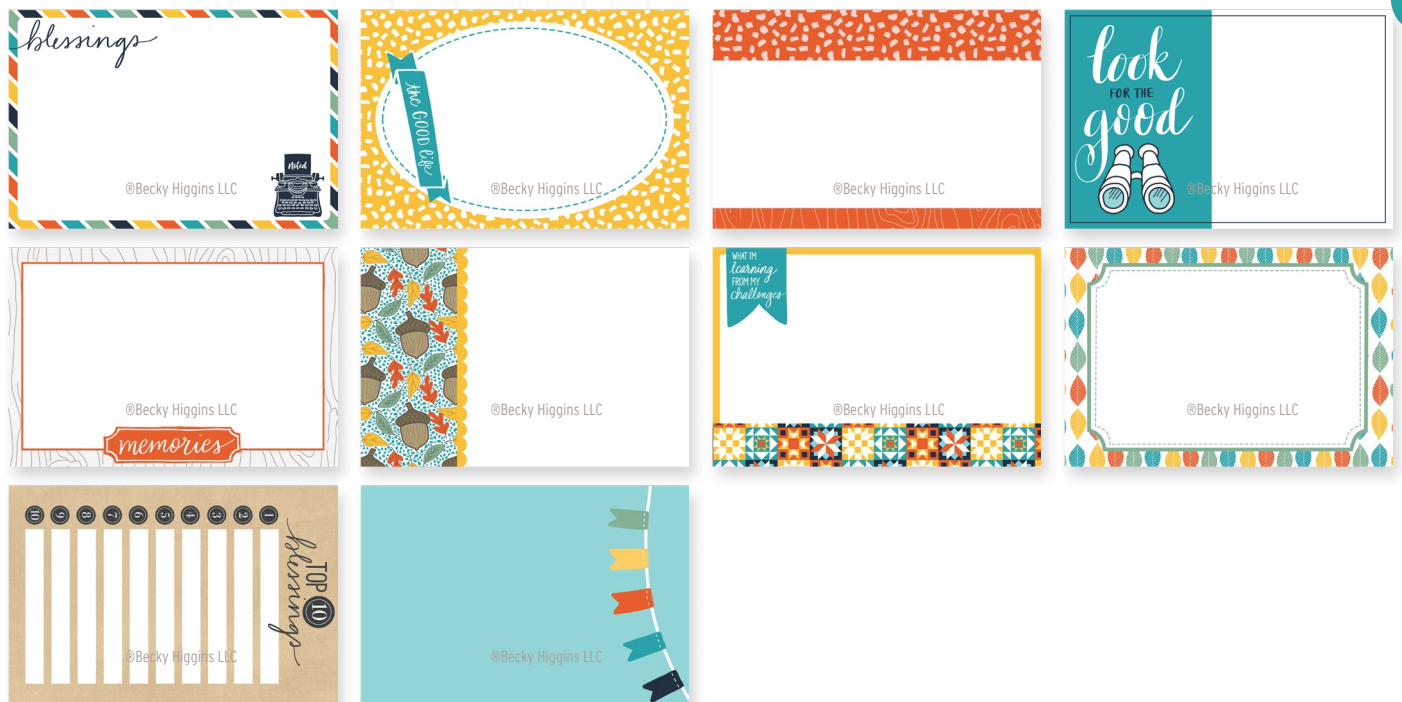 blessings
Noted
®Becky Higgins LLC
the GOOD life
®Becky Higgins LLC
®Becky Higgins LLC
look
FOR THE
good
®Becky Higgins LLC
®Becky Higgins LLC
memories
®Becky Higgins LLC
WHAT I'M
learning
FROM MY
challenges
®Becky Higgins LLC
®Becky Higgins LLC
TOP 10
blessings
1
2
3
4
5
6
7
8
9
10
®Becky Higgins LLC
®Becky Higgins LLC